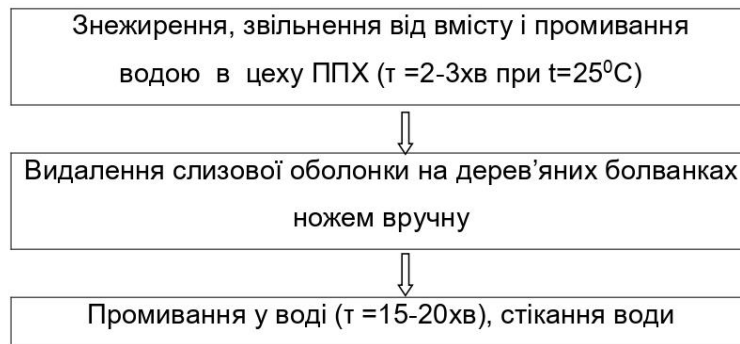 Знежирення, звільнення від вмісту і промивання
водою в цеху ППХ (τ =2-3хв при t=25⁰С)
Видалення слизової оболонки на дерев’яних болванках
ножем вручну
Промивання у воді (τ =15-20хв), стікання води